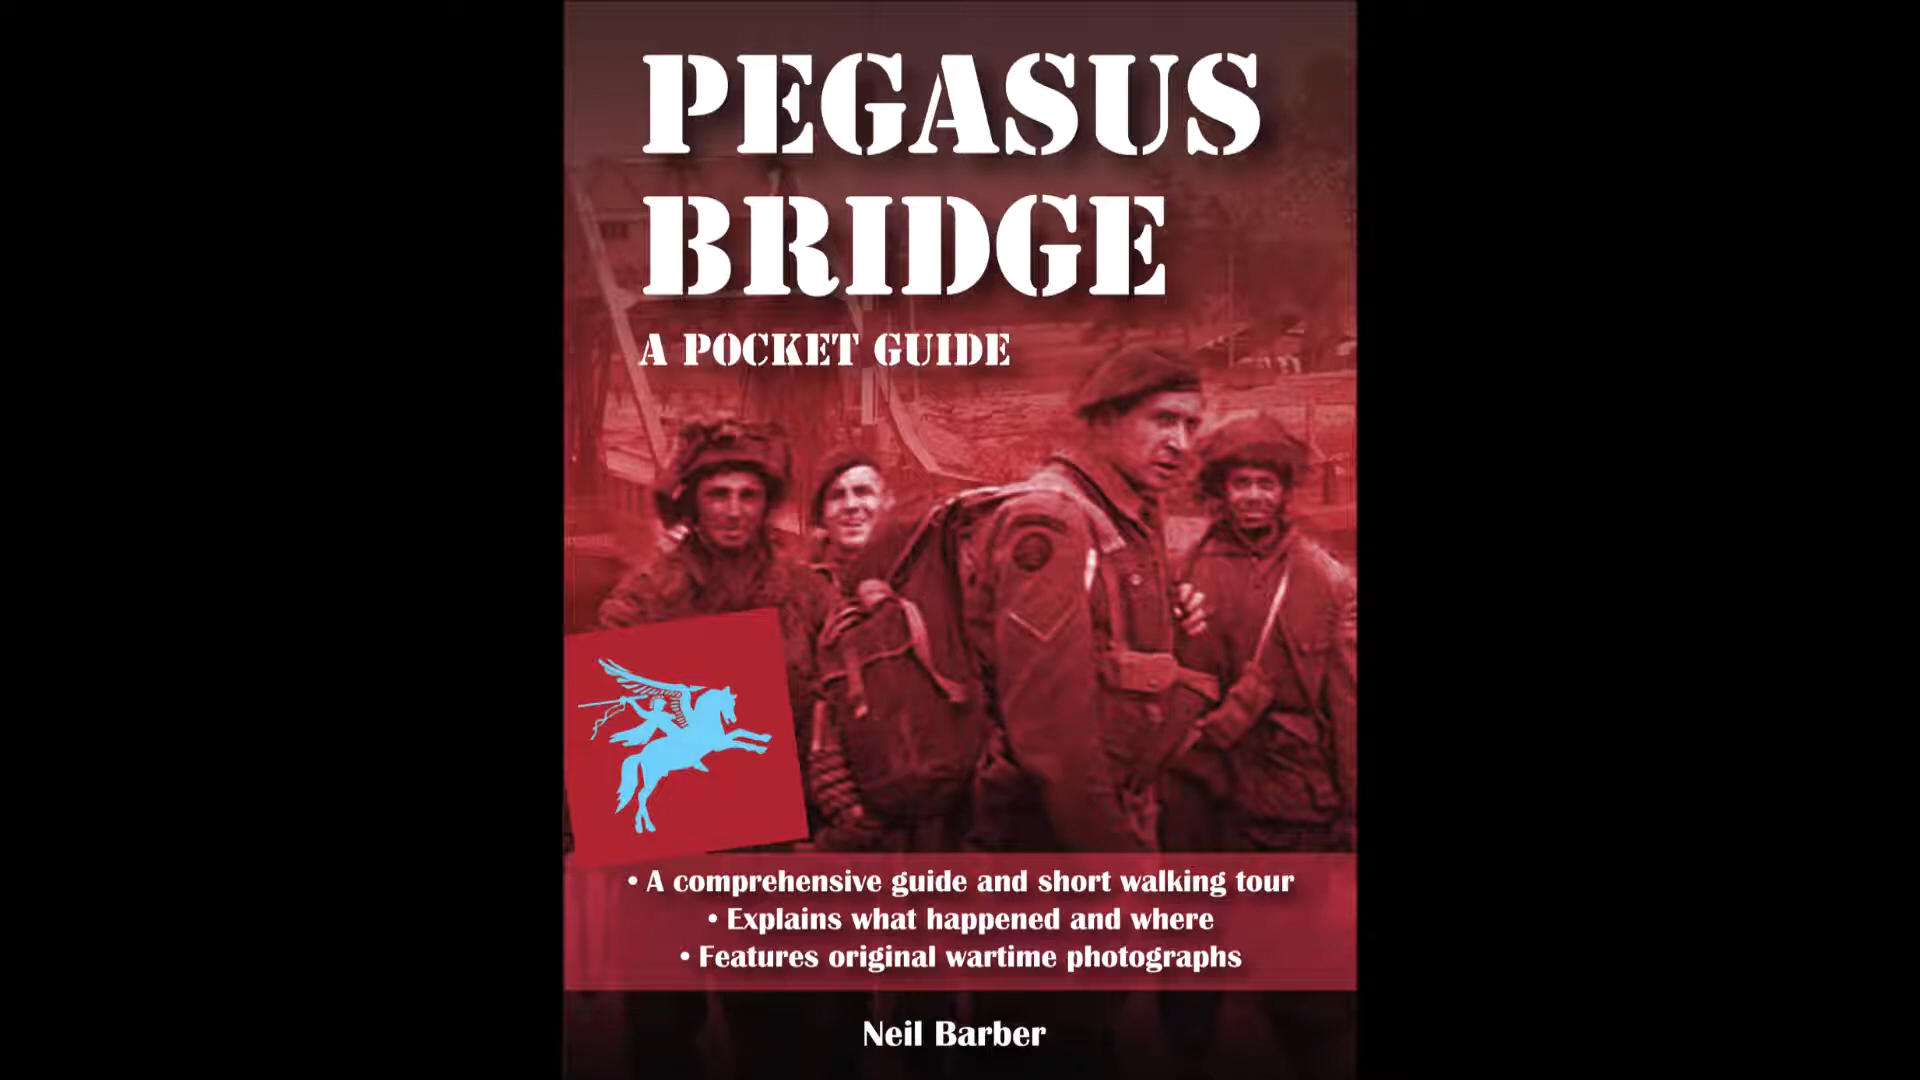 PEGASUS
BRIDGE
A POCKET GUIDE
• A comprehensive guide and short walking tour
• Explains what happened and where
• Features original wartime photographs
Neil Barber